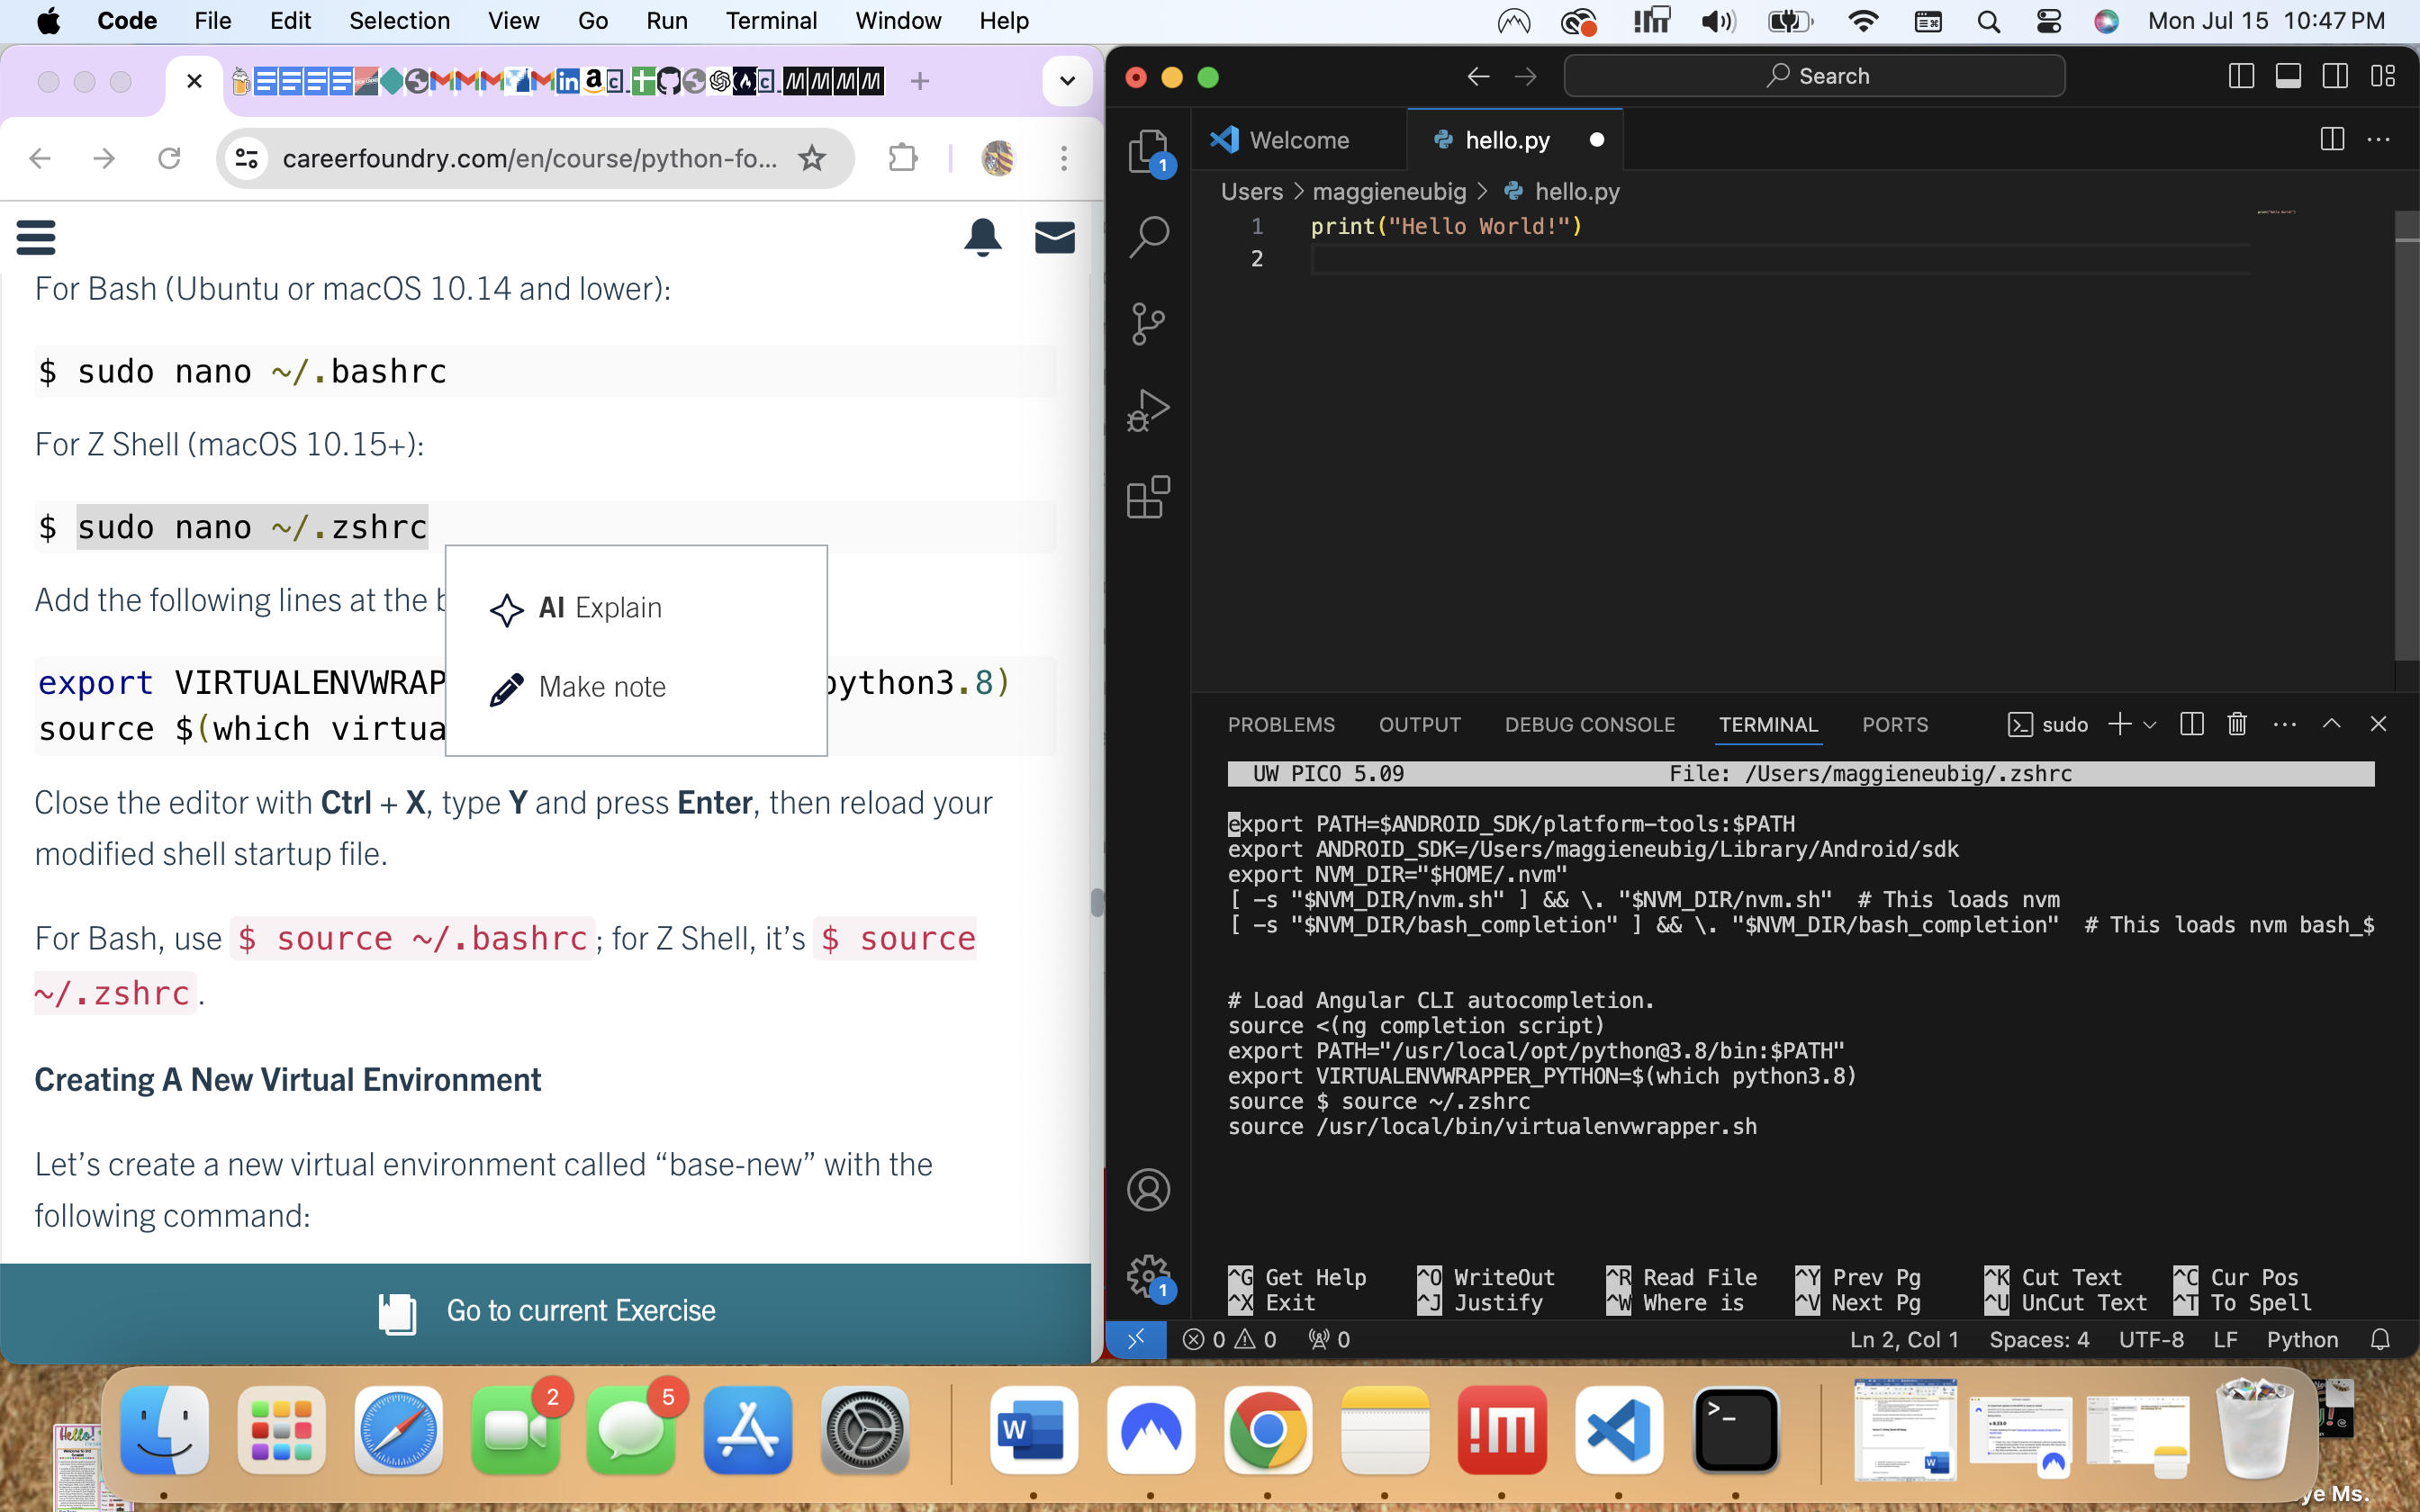 Code File Edit Selection View Go Run Terminal Window Help Mon Jul 15 10:47 PM
careerfoundry.com/en/course/python-fo...
For Bash (Ubuntu or macOS 10.14 and lower):
$ sudo nano ~/.bashrc
For Z Shell (macOS 10.15+):
$ sudo nano ~/.zshrc
Add the following lines at the b
AI Explain
Make note
export VIRTUALENVWRAP python3.8)
source $(which virtua
Close the editor with Ctrl + X, type Y and press Enter, then reload your
modified shell startup file.
For Bash, use $ source ~/.bashrc; for Z Shell, it's $ source
~/.zshrc.
Creating A New Virtual Environment
Let's create a new virtual environment called "base-new" with the
following command:
Go to current Exercise
Search
1
Welcome hello.py
Users > maggieneubig > hello.py
1 print("Hello World!")
2
PROBLEMS OUTPUT DEBUG CONSOLE TERMINAL PORTS sudo
UW PICO 5.09 File: /Users/maggieneubig/.zshrc
export PATH=$ANDROID_SDK/platform-tools:$PATH
export ANDROID_SDK=/Users/maggieneubig/Library/Android/sdk
export NVM_DIR="$HOME/.nvm"
[ -s "$NVM_DIR/nvm.sh" ] && \. "$NVM_DIR/nvm.sh" # This loads nvm
[ -s "$NVM_DIR/bash_completion" ] && \. "$NVM_DIR/bash_completion" # This loads nvm bash_$
# Load Angular CLI autocompletion.
source <(ng completion script)
export PATH="/usr/local/opt/python@3.8/bin:$PATH"
export VIRTUALENVWRAPPER_PYTHON=$(which python3.8)
source $ source ~/.zshrc
source /usr/local/bin/virtualenvwrapper.sh
^G Get Help ^O WriteOut ^R Read File ^Y Prev Pg ^K Cut Text ^C Cur Pos
^X Exit ^J Justify ^W Where is ^V Next Pg ^U UnCut Text ^T To Spell
1
0 0 0 Ln 2, Col 1 Spaces: 4 UTF-8 LF Python
2
5
Hello!
ye Ms.